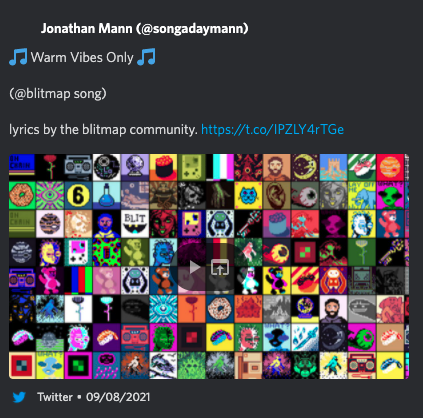 Jonathan Mann (@songadaymann)
🎵 Warm Vibes Only 🎵
(@blitmap song)
lyrics by the blitmap community. https://t.co/IPZLY4rTGe
6
BLIT
Twitter • 09/08/2021